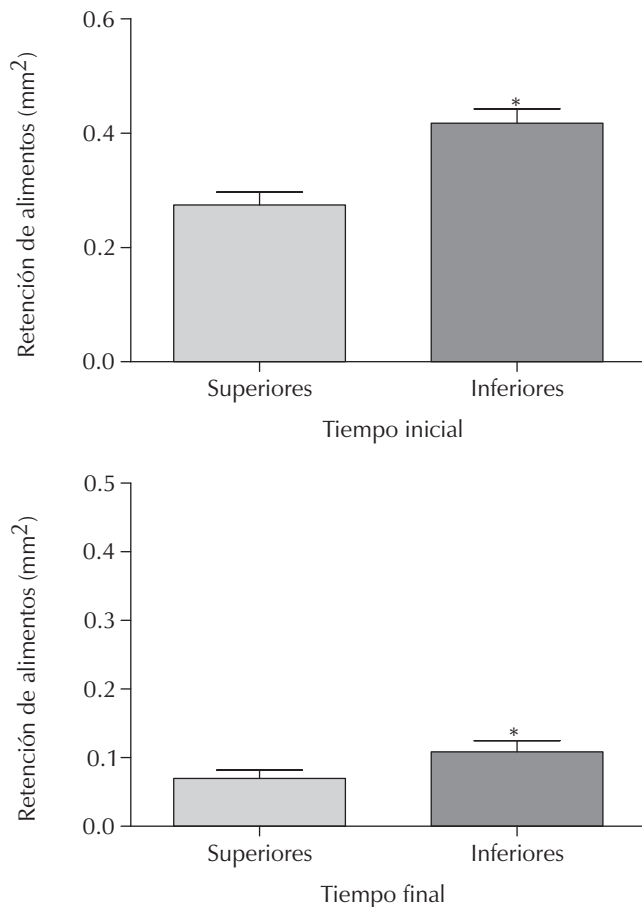 Retención de alimentos (mm²)
0.6
0.4
0.2
0.0
*
Superiores Inferiores
Tiempo inicial
Retención de alimentos (mm²)
0.5
0.4
0.3
0.2
0.1
0.0
*
Superiores Inferiores
Tiempo final